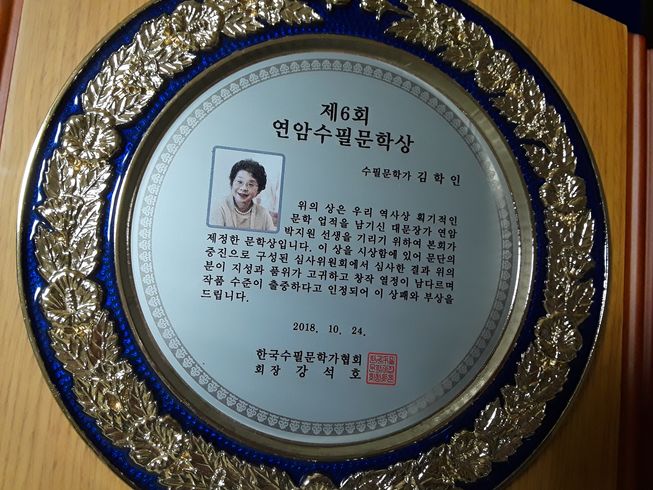 제6회
연암수필문학상
수필문학가 김 학 인
위의 상은 우리 역사상 획기적인
문학 업적을 남기신 대문장가 연암
박지원 선생을 기리기 위하여 본회가
제정한 문학상입니다. 이 상을 시상함에 있어 문단의
중진으로 구성된 심사위원회에서 심사한 결과 위의
분이 지성과 품위가 고귀하고 창작 열정이 남다르며
작품 수준이 출중하다고 인정되어 이 상패와 부상을
드립니다.
2018. 10. 24.
한국수필문학가협회
회장 강 석 호